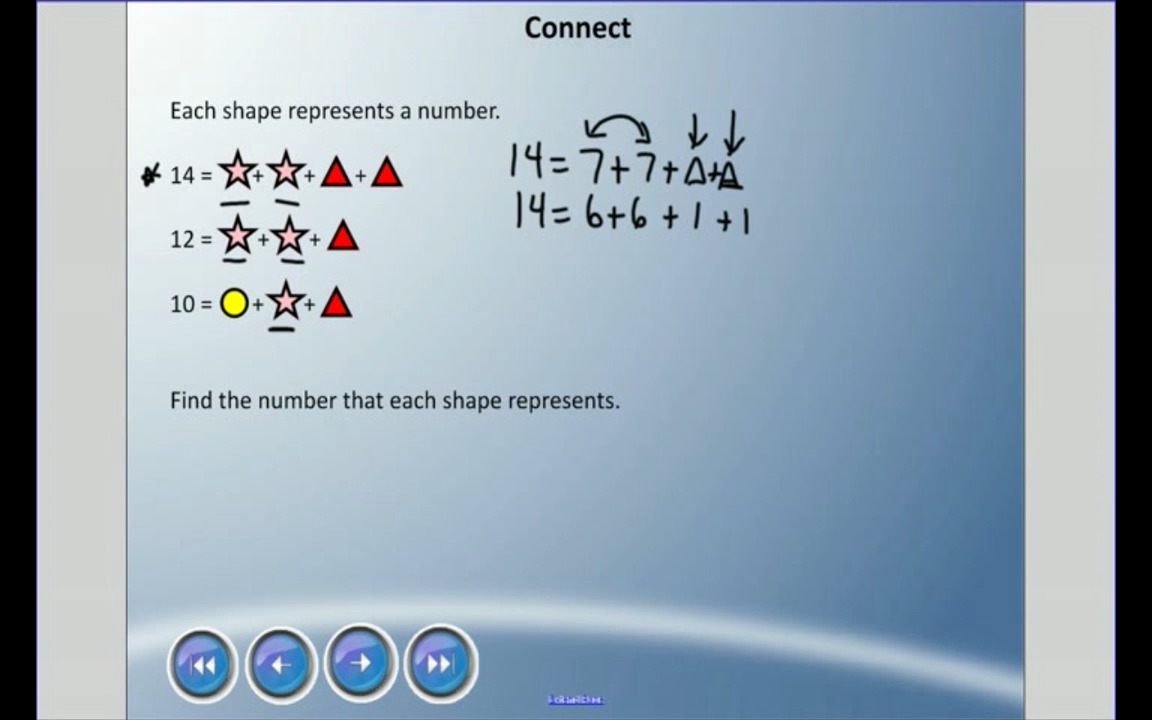 Connect
Each shape represents a number.
14 = ☆ + ☆ + △ + △
14 = 7 + 7 + △ + △
12 = ☆ + ☆ + △
14 = 6 + 6 + 1 + 1
10 = ○ + ☆ + △
Find the number that each shape represents.